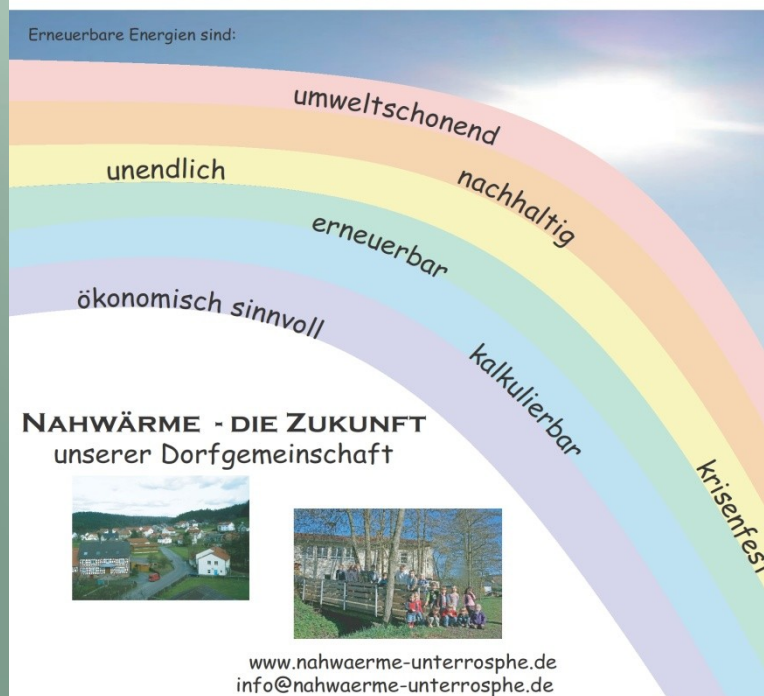 Erneuerbare Energien sind:
umweltschonend
unendlich
nachhaltig
erneuerbar
ökonomisch sinnvoll
kalkulierbar
krisenfest
NAHWÄRME - DIE ZUKUNFT
unserer Dorfgemeinschaft
www.nahwaerme-unterrosphe.de
info@nahwaerme-unterrosphe.de